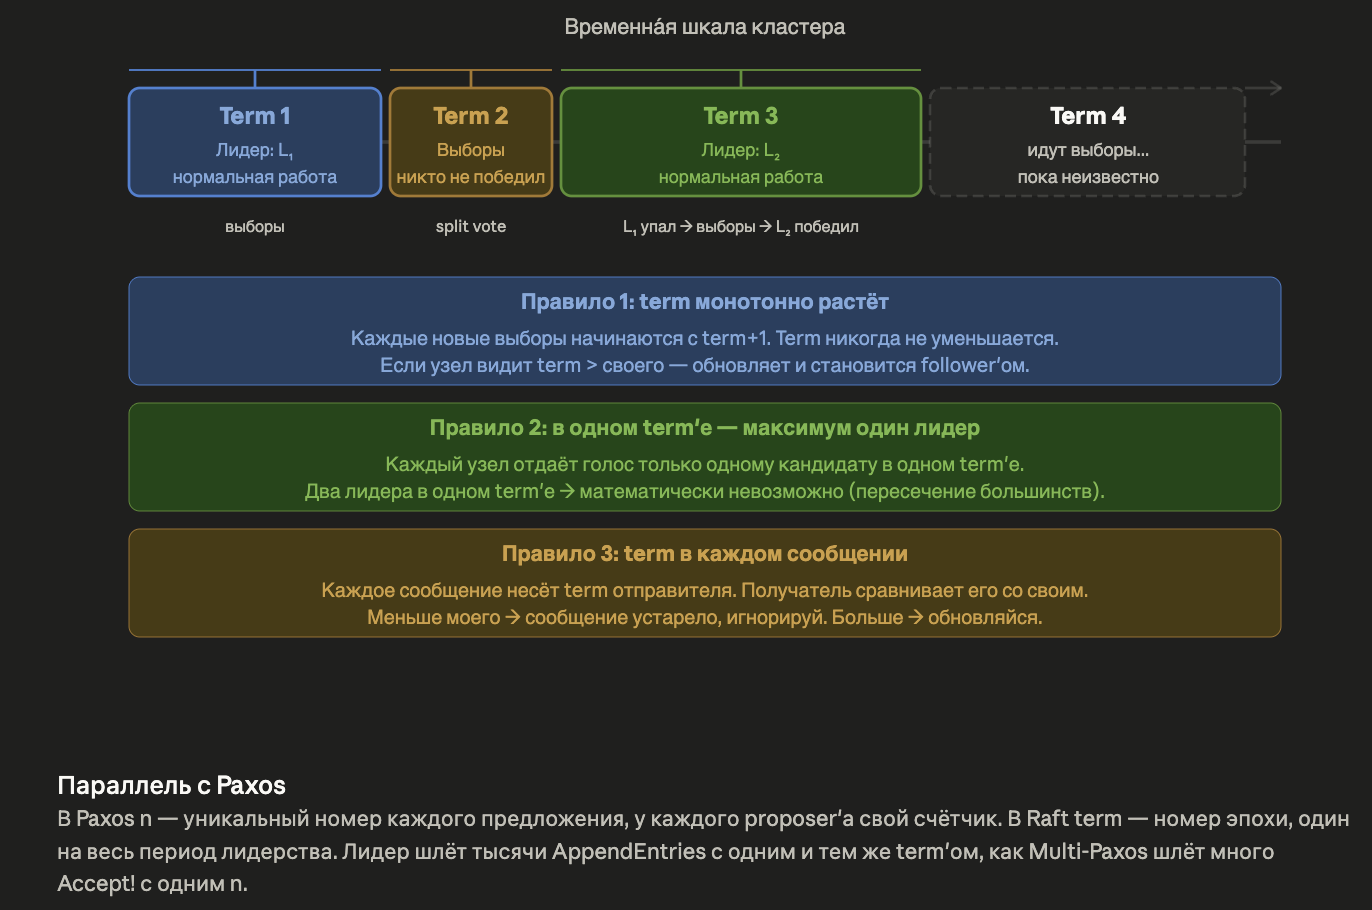 Временна́я шкала кластера
Term 1
Лидер: L₁
нормальная работа
Term 2
Выборы
никто не победил
Term 3
Лидер: L₂
нормальная работа
Term 4
идут выборы...
пока неизвестно
выборы
split vote
L₁ упал → выборы → L₂ победил
Правило 1: term монотонно растёт
Каждые новые выборы начинаются с term+1. Term никогда не уменьшается.
Если узел видит term > своего — обновляет и становится follower'ом.
Правило 2: в одном term'е — максимум один лидер
Каждый узел отдаёт голос только одному кандидату в одном term'е.
Два лидера в одном term'е → математически невозможно (пересечение большинств).
Правило 3: term в каждом сообщении
Каждое сообщение несёт term отправителя. Получатель сравнивает его со своим.
Меньше моего → сообщение устарело, игнорируй. Больше → обновляйся.
Параллель с Paxos
В Paxos n — уникальный номер каждого предложения, у каждого proposer'а свой счётчик. В Raft term — номер эпохи, один
на весь период лидерства. Лидер шлёт тысячи AppendEntries с одним и тем же term'ом, как Multi-Paxos шлёт много
Accept! с одним n.